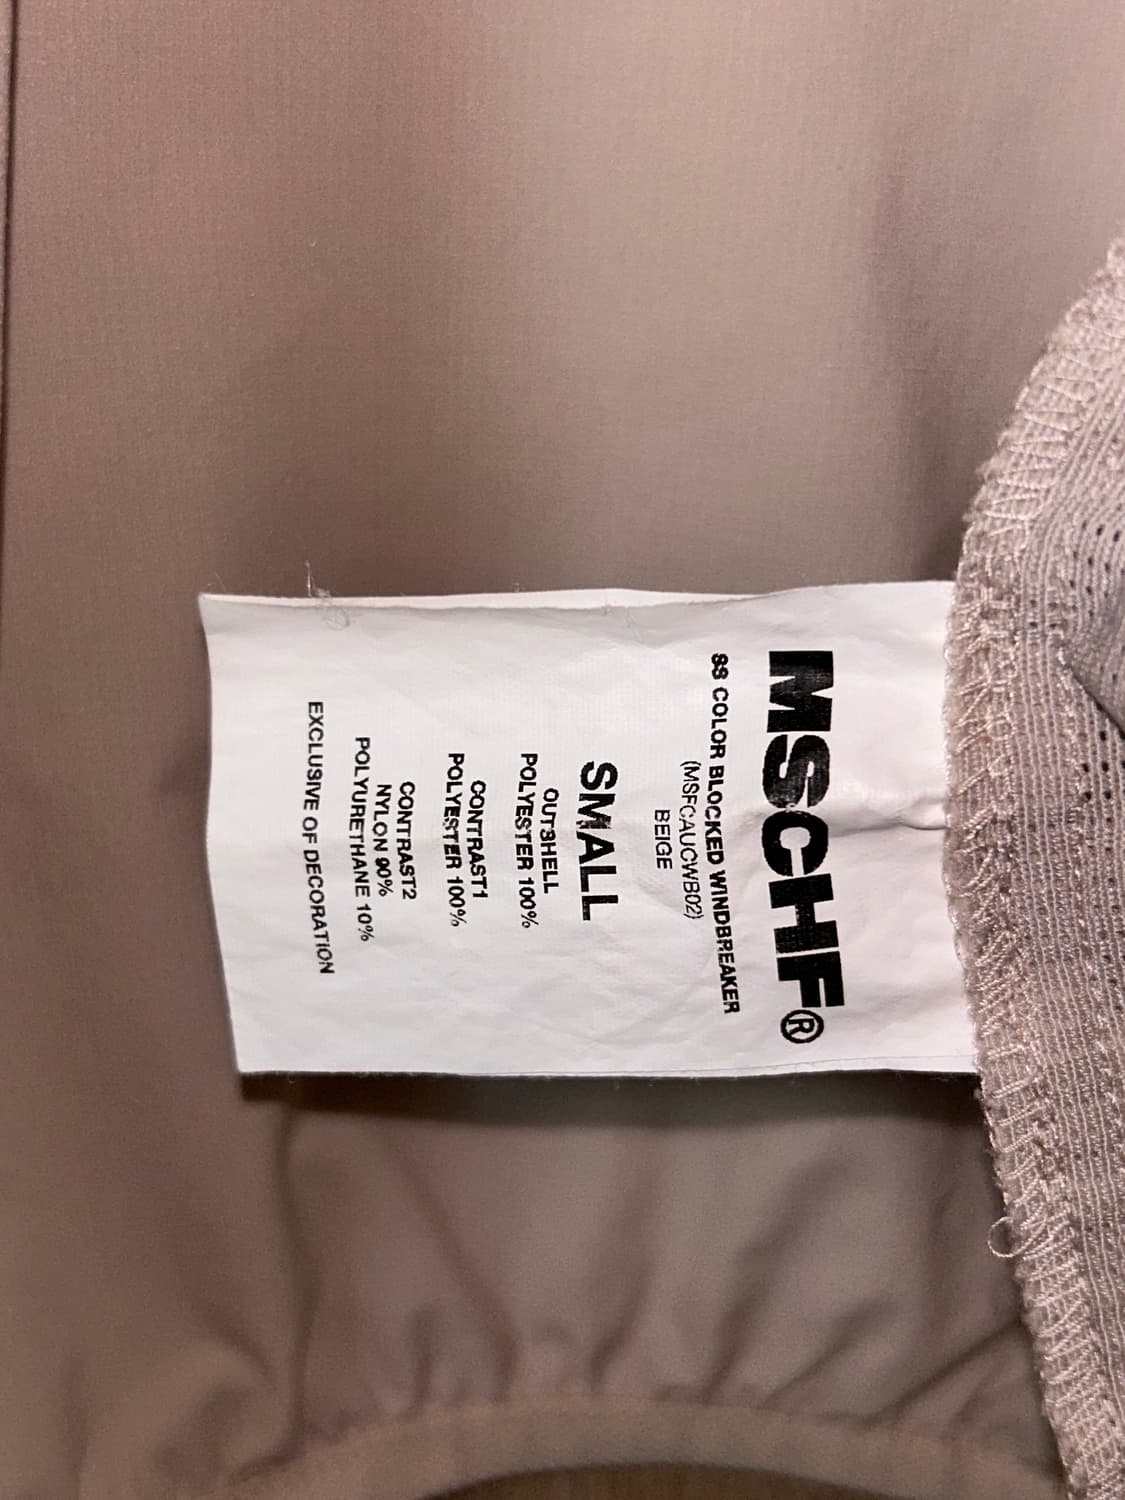 MSCHF®
SS COLOR BLOCKED WINDBREAKER
(MSFCAUCWB02)
BEIGE
SMALL
OUTSHELL
POLYESTER 100%
CONTRAST1
POLYESTER 100%
CONTRAST2
NYLON 90%
POLYURETHANE 10%
EXCLUSIVE OF DECORATION